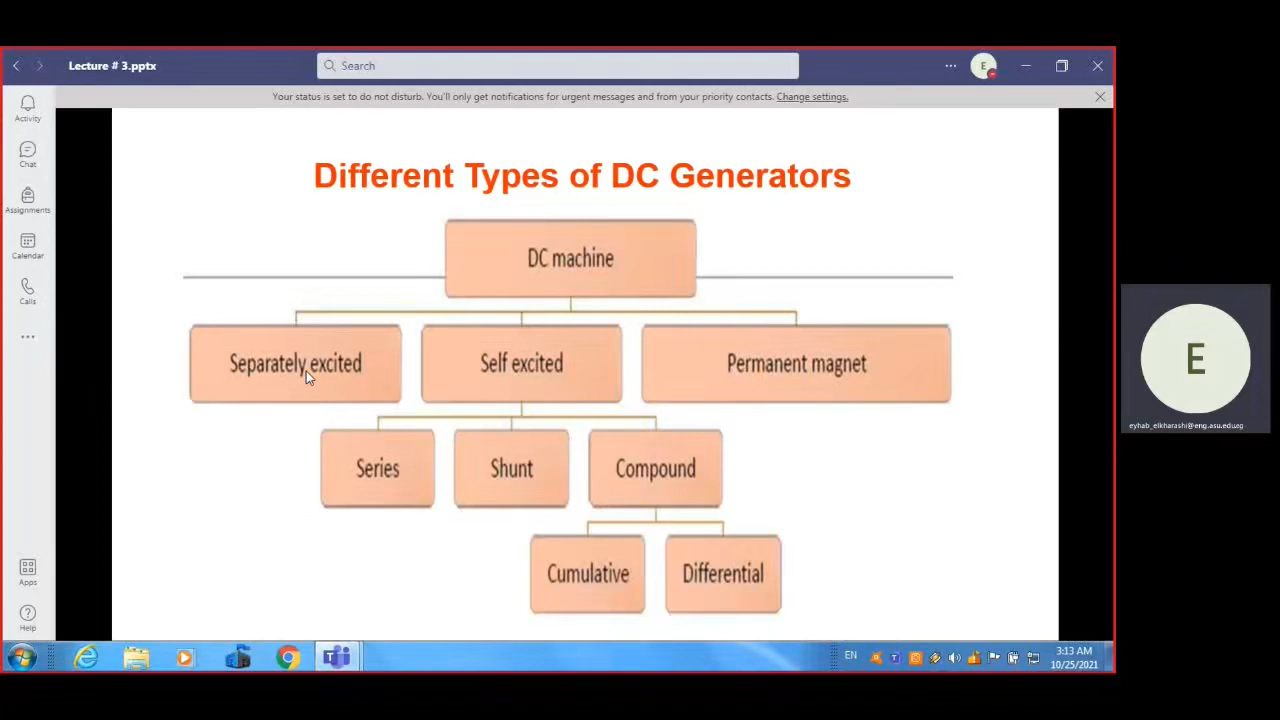 Lecture # 3.pptx
Search
E
Your status is set to do not disturb. You'll only get notifications for urgent messages and from your priority contacts. Change settings.
Activity
Chat
Assignments
Calendar
Calls
Apps
Help
Different Types of DC Generators
DC machine
Separately excited
Self excited
Permanent magnet
Series
Shunt
Compound
Cumulative
Differential
E
eyhab_elkharashi@eng.asu.edu.eg
EN
3:13 AM
10/25/2021